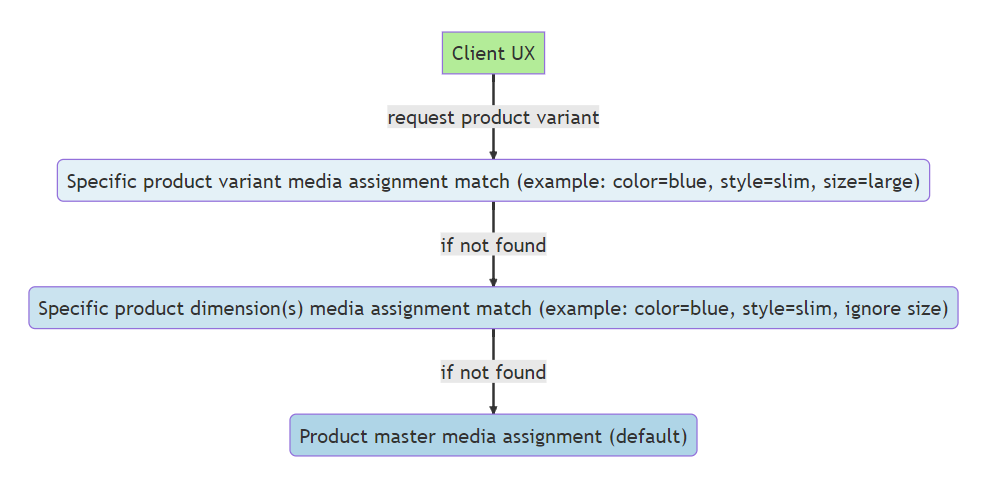 Client UX
request product variant
Specific product variant media assignment match (example: color=blue, style=slim, size=large)
if not found
Specific product dimension(s) media assignment match (example: color=blue, style=slim, ignore size)
if not found
Product master media assignment (default)